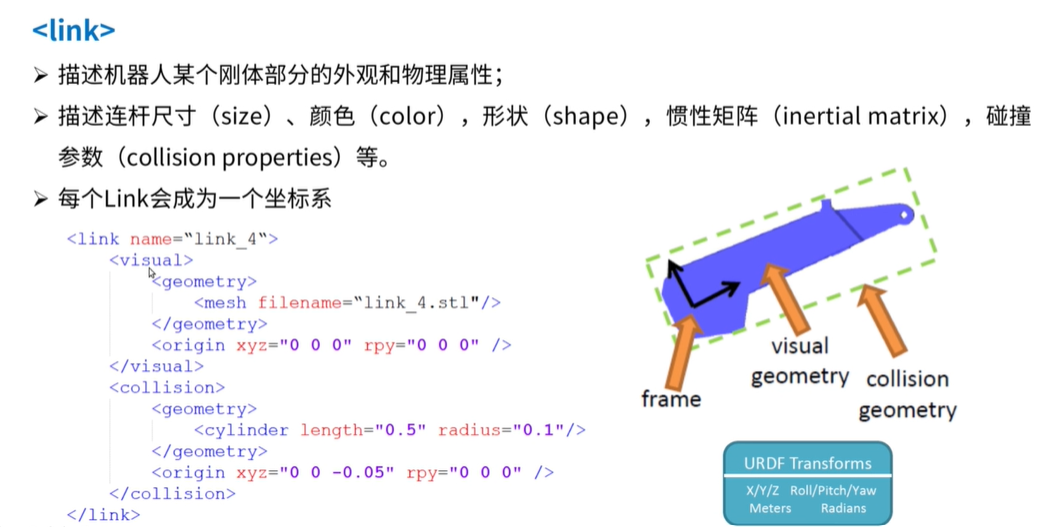 <link>
➢ 描述机器人某个刚体部分的外观和物理属性；
➢ 描述连杆尺寸（size）、颜色（color），形状（shape），惯性矩阵（inertial matrix），碰撞
参数（collision properties）等。
➢ 每个Link会成为一个坐标系
<link name=“link_4“>
<visual>
<geometry>
<mesh filename=“link_4.stl"/>
</geometry>
<origin xyz="0 0 0" rpy="0 0 0" />
</visual>
<collision>
<geometry>
<cylinder length="0.5" radius="0.1"/>
</geometry>
<origin xyz="0 0 -0.05" rpy="0 0 0" />
</collision>
</link>
frame
visual
geometry
collision
geometry
URDF Transforms
X/Y/Z Roll/Pitch/Yaw
Meters Radians